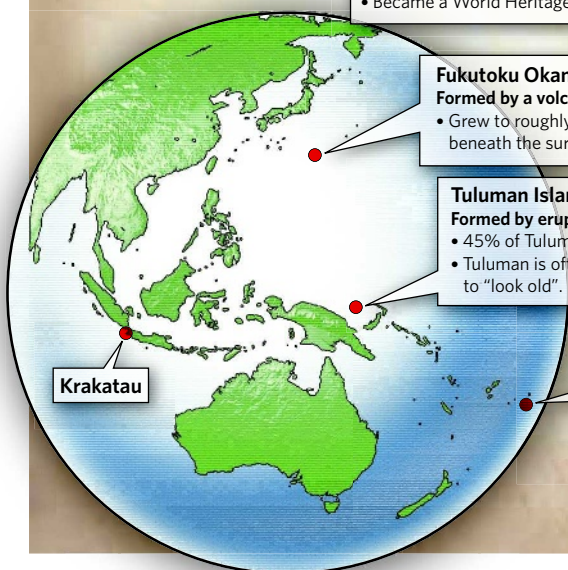 • Became a World Heritage
Fukutoku Okan
Formed by a volc
• Grew to roughly
beneath the sur
Tuluman Islan
Formed by erup
• 45% of Tulum
• Tuluman is oft
to “look old”.
Krakatau